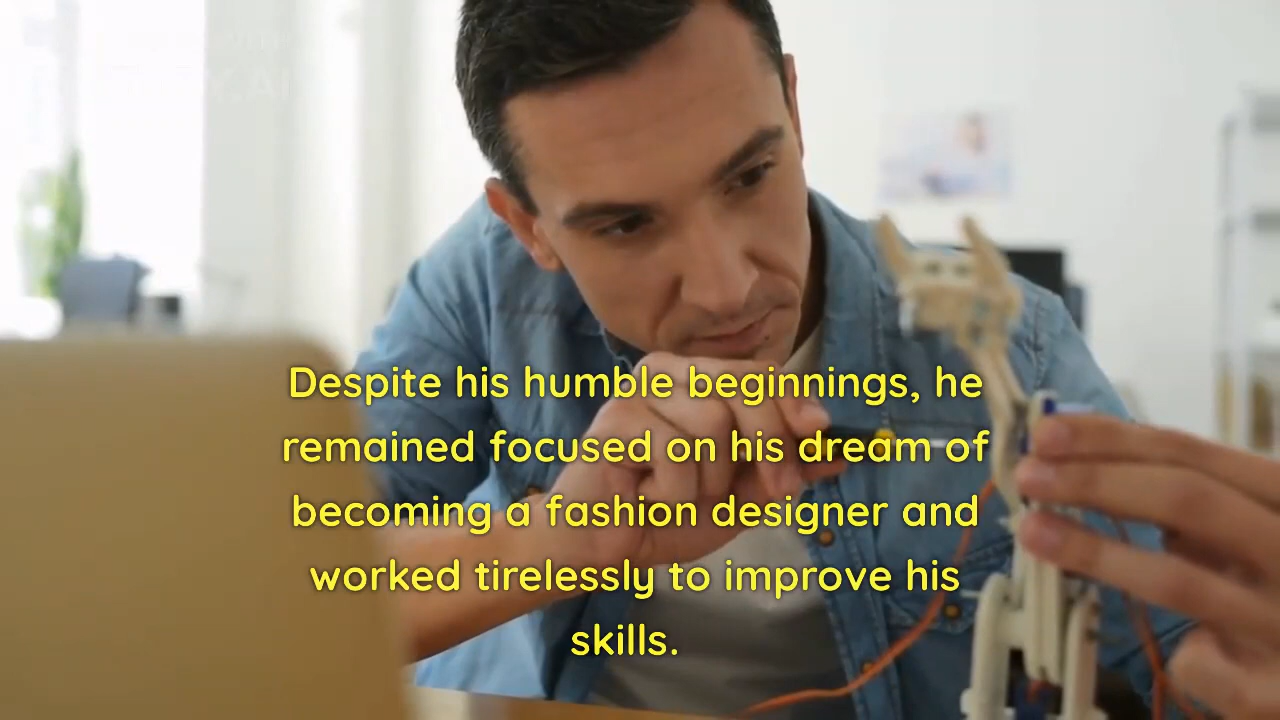 Despite his humble beginnings, he
remained focused on his dream of
becoming a fashion designer and
worked tirelessly to improve his
skills.